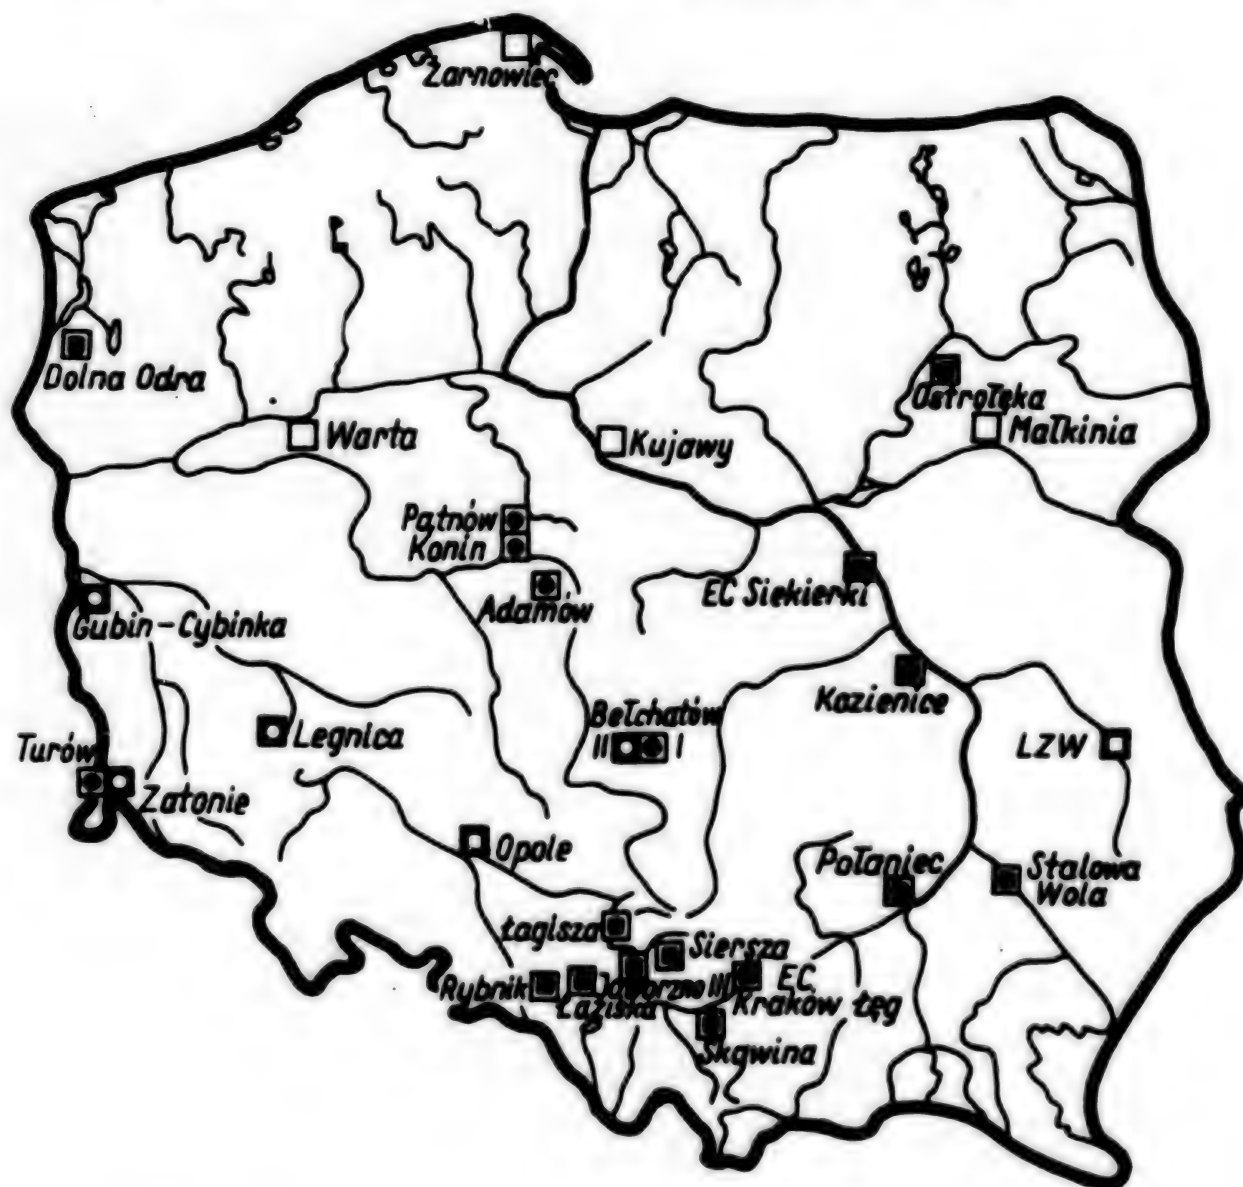 Żarnowiec
Dolna Odra
Ostrołęka
Warta
Kujawy
Małkinia
Pątnów
Konin
EC Siekierki
Adamów
Gubin-Cybinka
Kozienice
Bełchatów
II I
Legnica
LZW
Turów
Zatonie
Opole
Połaniec
Stalowa
Wola
Łagisza
Siersza
Rybnik
Jaworzno III
EC
Łaziska
Kraków Łęg
Skawina